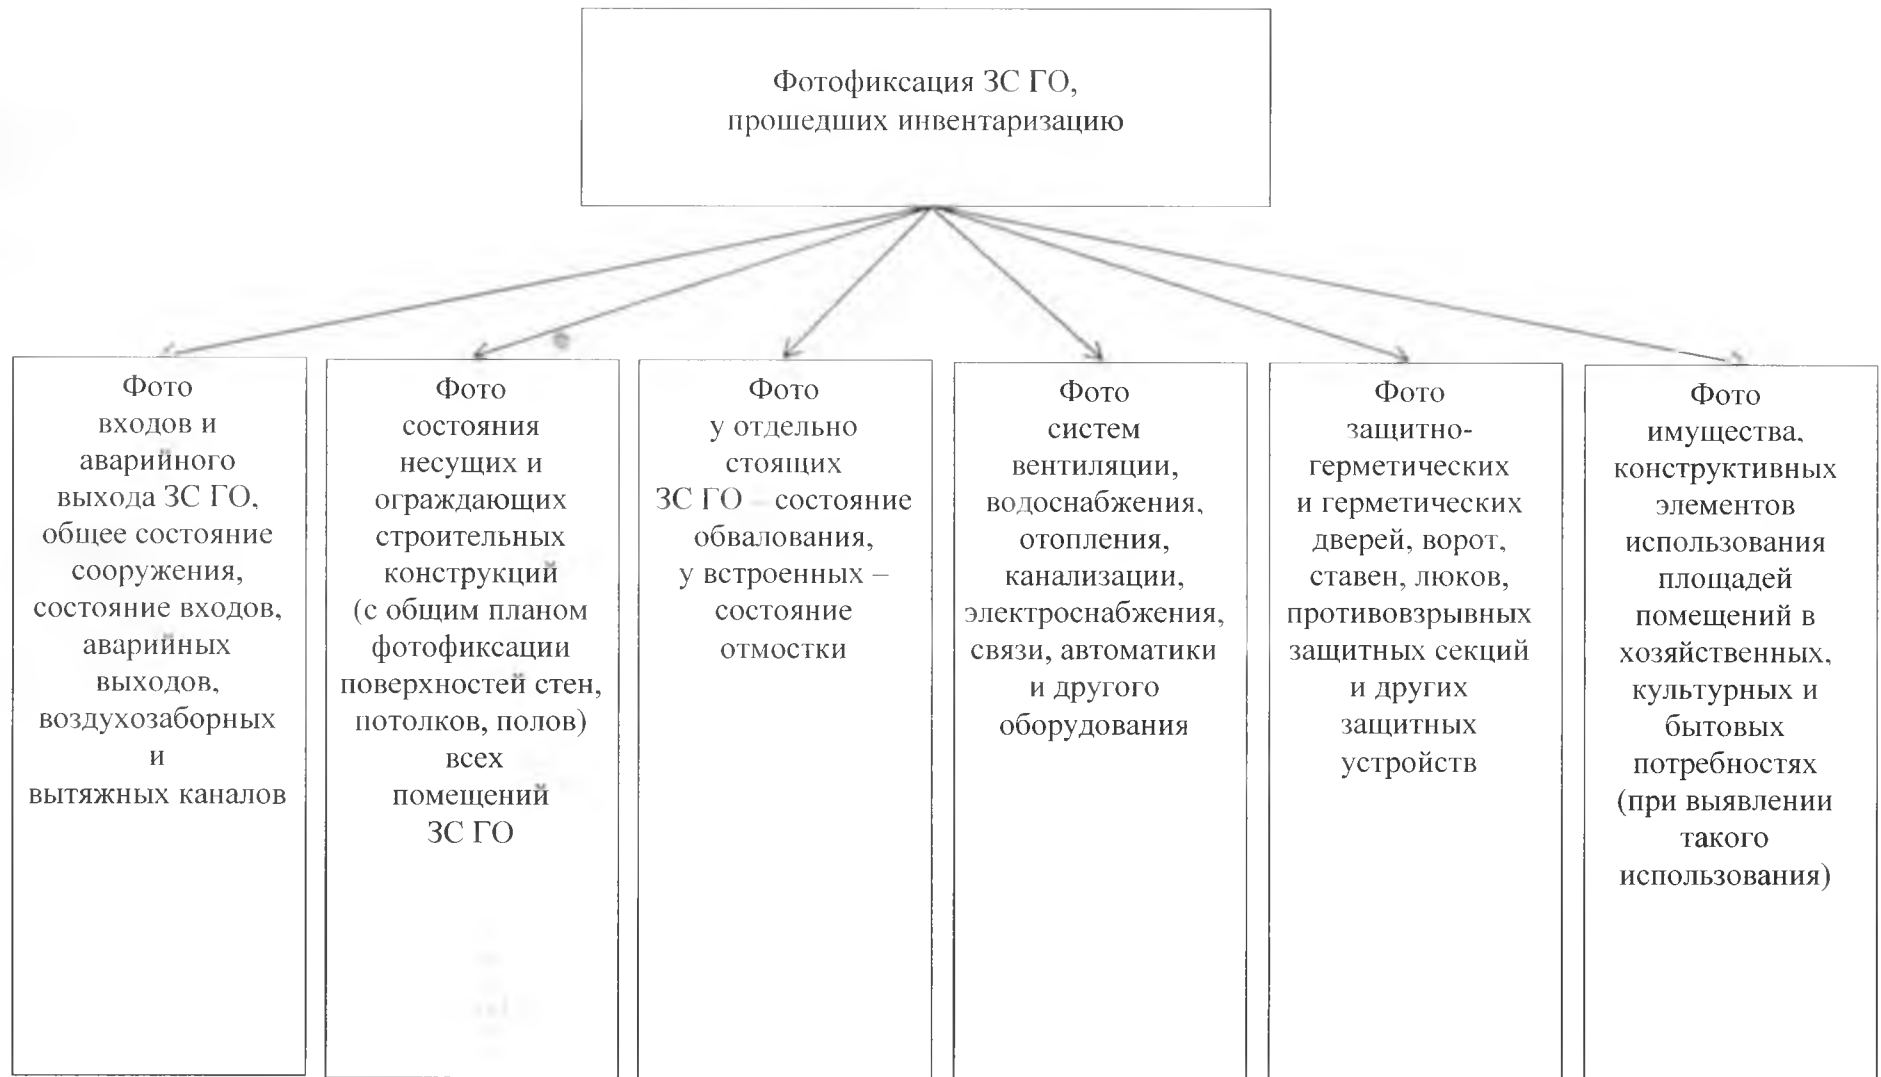 Фотофиксация ЗС ГО,
прошедших инвентаризацию
Фото
входов и
аварийного
выхода ЗС ГО,
общее состояние
сооружения,
состояние входов,
аварийных
выходов,
воздухозаборных
и
вытяжных каналов
Фото
состояния
несущих и
ограждающих
строительных
конструкций
(с общим планом
фотофиксации
поверхностей стен,
потолков, полов)
всех
помещений
ЗС ГО
Фото
у отдельно
стоящих
ЗС ГО – состояние
обвалования,
у встроенных –
состояние
отмостки
Фото
систем
вентиляции,
водоснабжения,
отопления,
канализации,
электроснабжения,
связи, автоматики
и другого
оборудования
Фото
защитно-
герметических
и герметических
дверей, ворот,
ставен, люков,
противовзрывных
защитных секций
и других
защитных
устройств
Фото
имущества,
конструктивных
элементов
использования
площадей
помещений в
хозяйственных,
культурных и
бытовых
потребностях
(при выявлении
такого
использования)